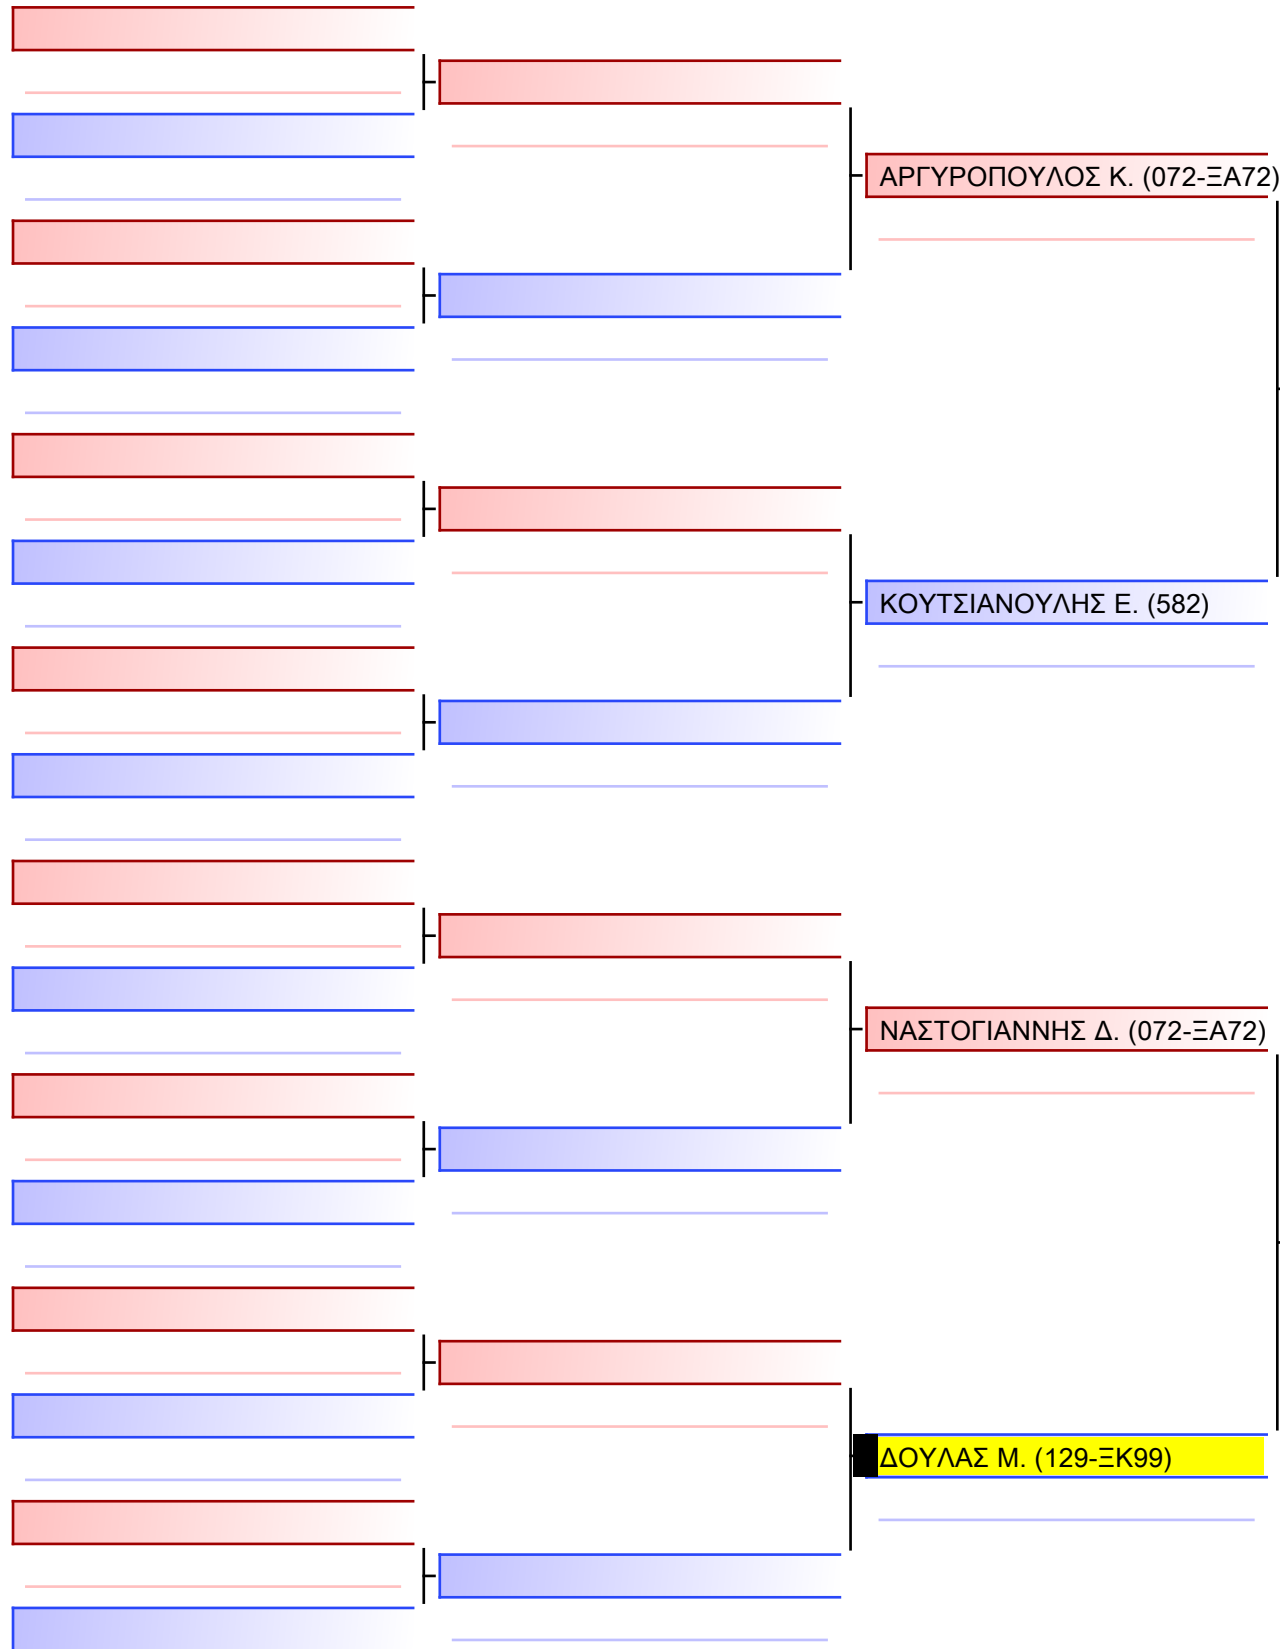 ΑΡΓΥΡΟΠΟΥΛΟΣ Κ. (072-ΞΑ72)
ΚΟΥΤΣΙΑΝΟΥΛΗΣ Ε. (582)
ΝΑΣΤΟΓΙΑΝΝΗΣ Δ. (072-ΞΑ72)
ΔΟΥΛΑΣ Μ. (129-ΞΚ99)